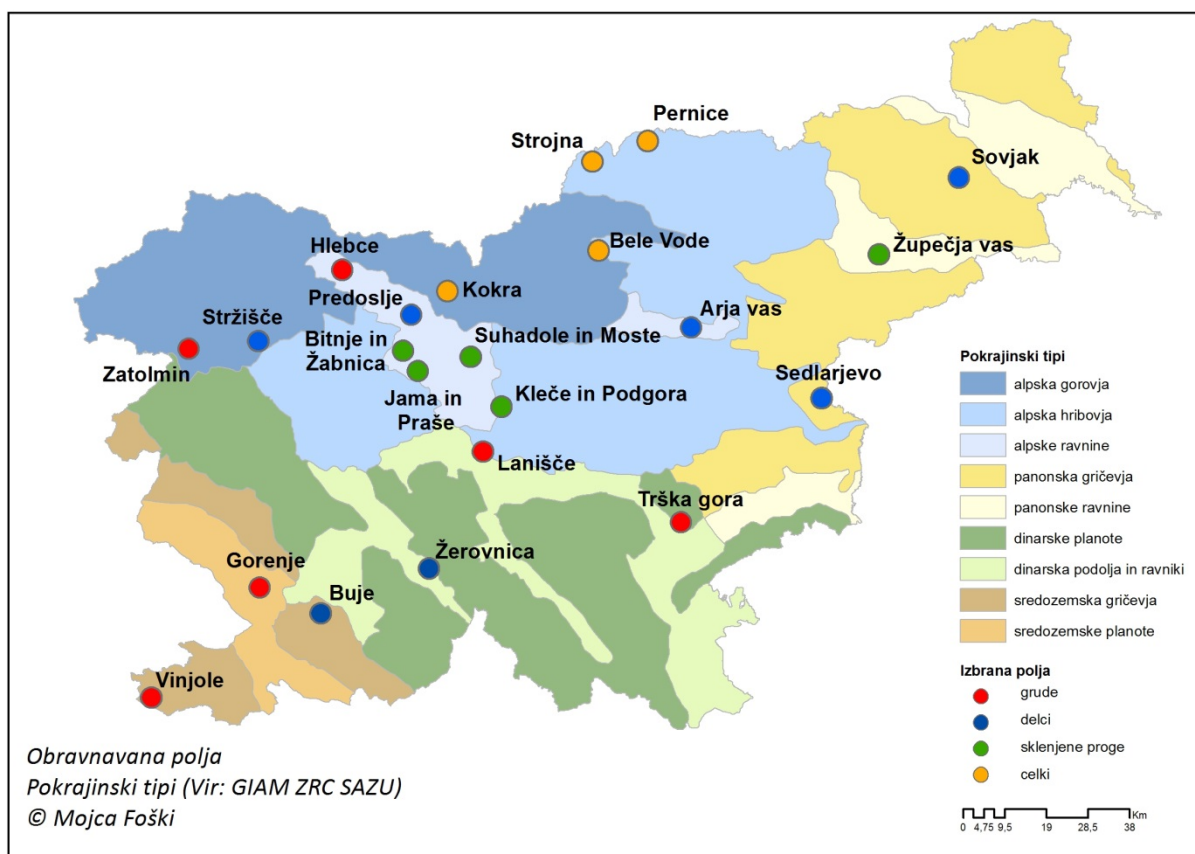 Pernice
Strojna
Sovjak
Hlebce
Bele Vode
Župečja vas
Predoslje
Kokra
Stržišče
Arja vas
Bitnje in
Žabnica
Suhadole in Moste
Zatolmin
Sedlarjevo
Jama in
Praše
Kleče in Podgora
Lanišče
Trška gora
Žerovnica
Gorenje
Buje
Vinjole
Pokrajinski tipi
alpska gorovja
alpska hribovja
alpske ravnine
panonska gričevja
panonske ravnine
dinarske planote
dinarska podolja in ravniki
sredozemska gričevja
sredozemske planote
Izbrana polja
grude
delci
sklenjene proge
celki
Km
0 4,75 9,5 19 28,5 38
Obravnavana polja
Pokrajinski tipi (Vir: GIAM ZRC SAZU)
© Mojca Foški